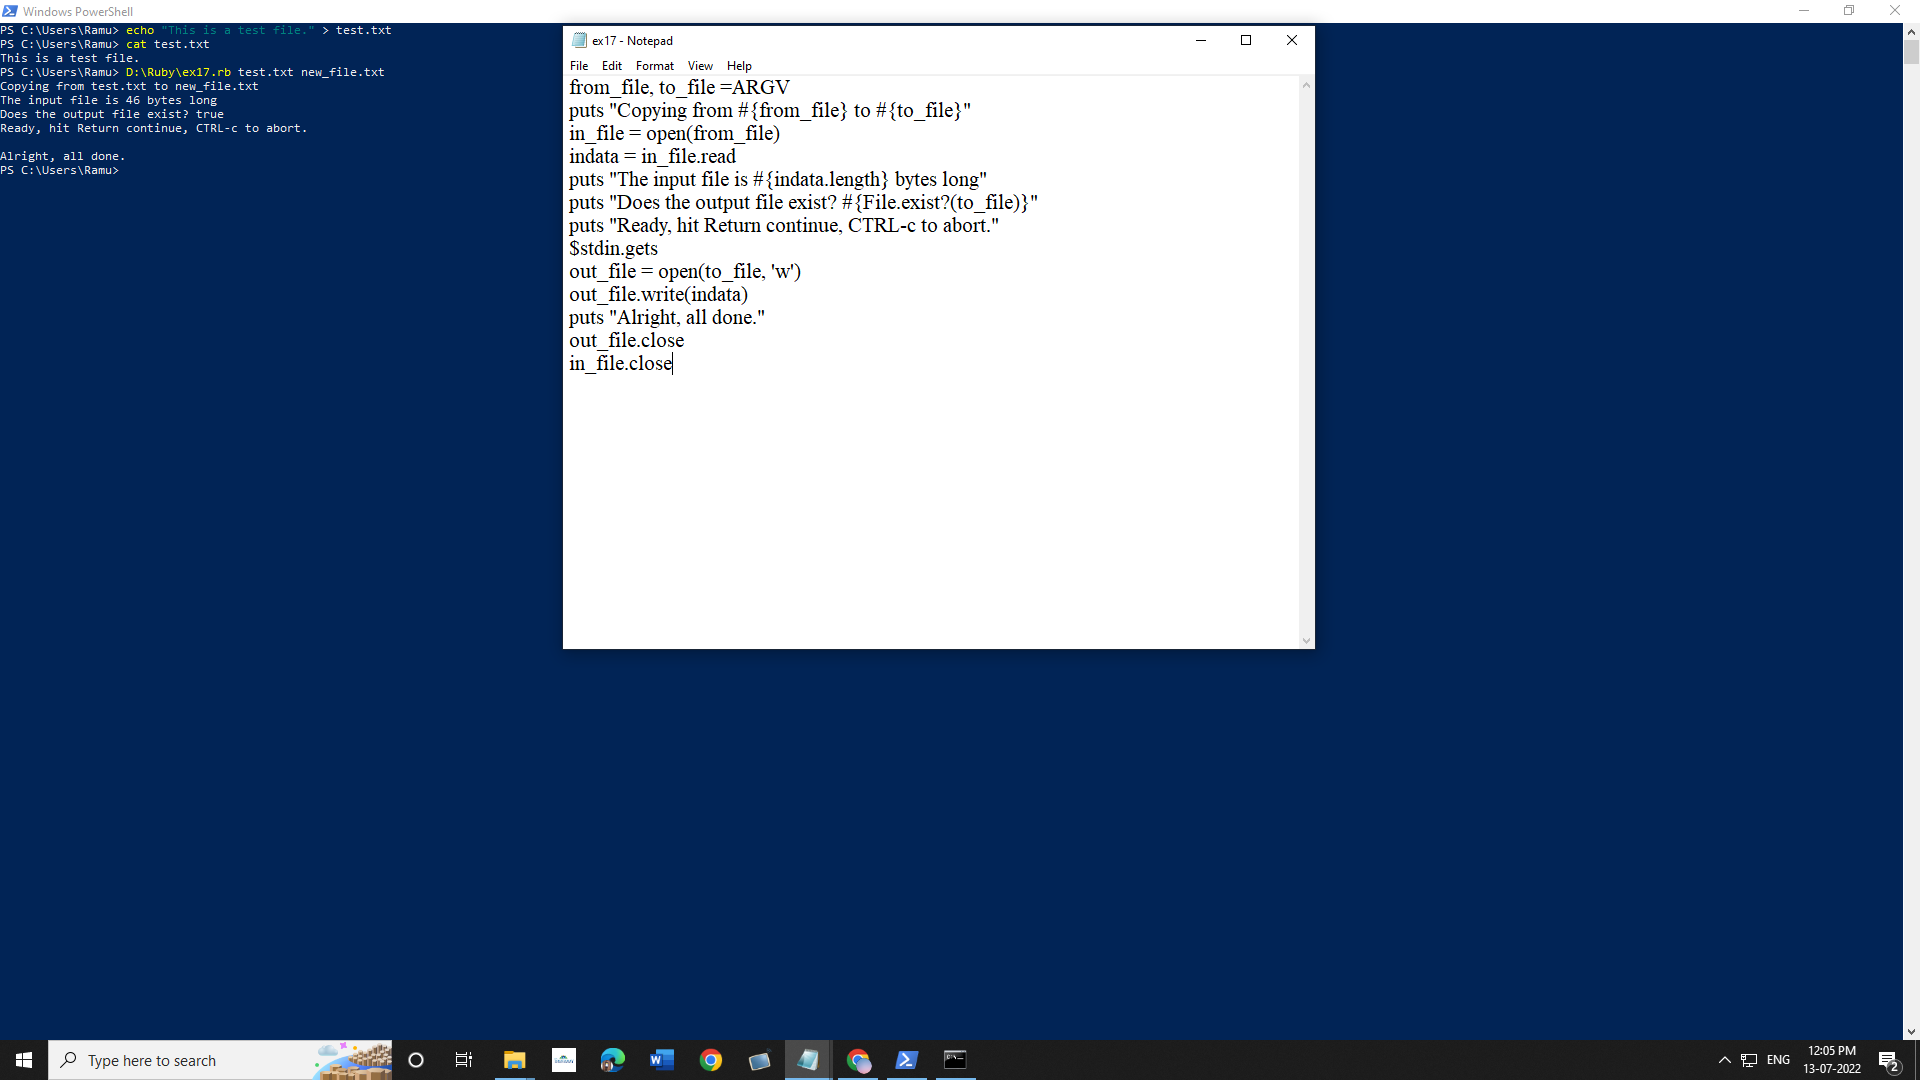 Windows PowerShell
PS C:\Users\Ramu> echo "This is a test file." > test.txt
PS C:\Users\Ramu> cat test.txt
This is a test file.
PS C:\Users\Ramu> D:\Ruby\ex17.rb test.txt new_file.txt
Copying from test.txt to new_file.txt
The input file is 46 bytes long
Does the output file exist? true
Ready, hit Return continue, CTRL-c to abort.
Alright, all done.
PS C:\Users\Ramu>
ex17 - Notepad
File Edit Format View Help
from_file, to_file =ARGV
puts "Copying from #{from_file} to #{to_file}"
in_file = open(from_file)
indata = in_file.read
puts "The input file is #{indata.length} bytes long"
puts "Does the output file exist? #{File.exist?(to_file)}"
puts "Ready, hit Return continue, CTRL-c to abort."
$stdin.gets
out_file = open(to_file, 'w')
out_file.write(indata)
puts "Alright, all done."
out_file.close
in_file.close
Type here to search
ENG
12:05 PM
13-07-2022
2